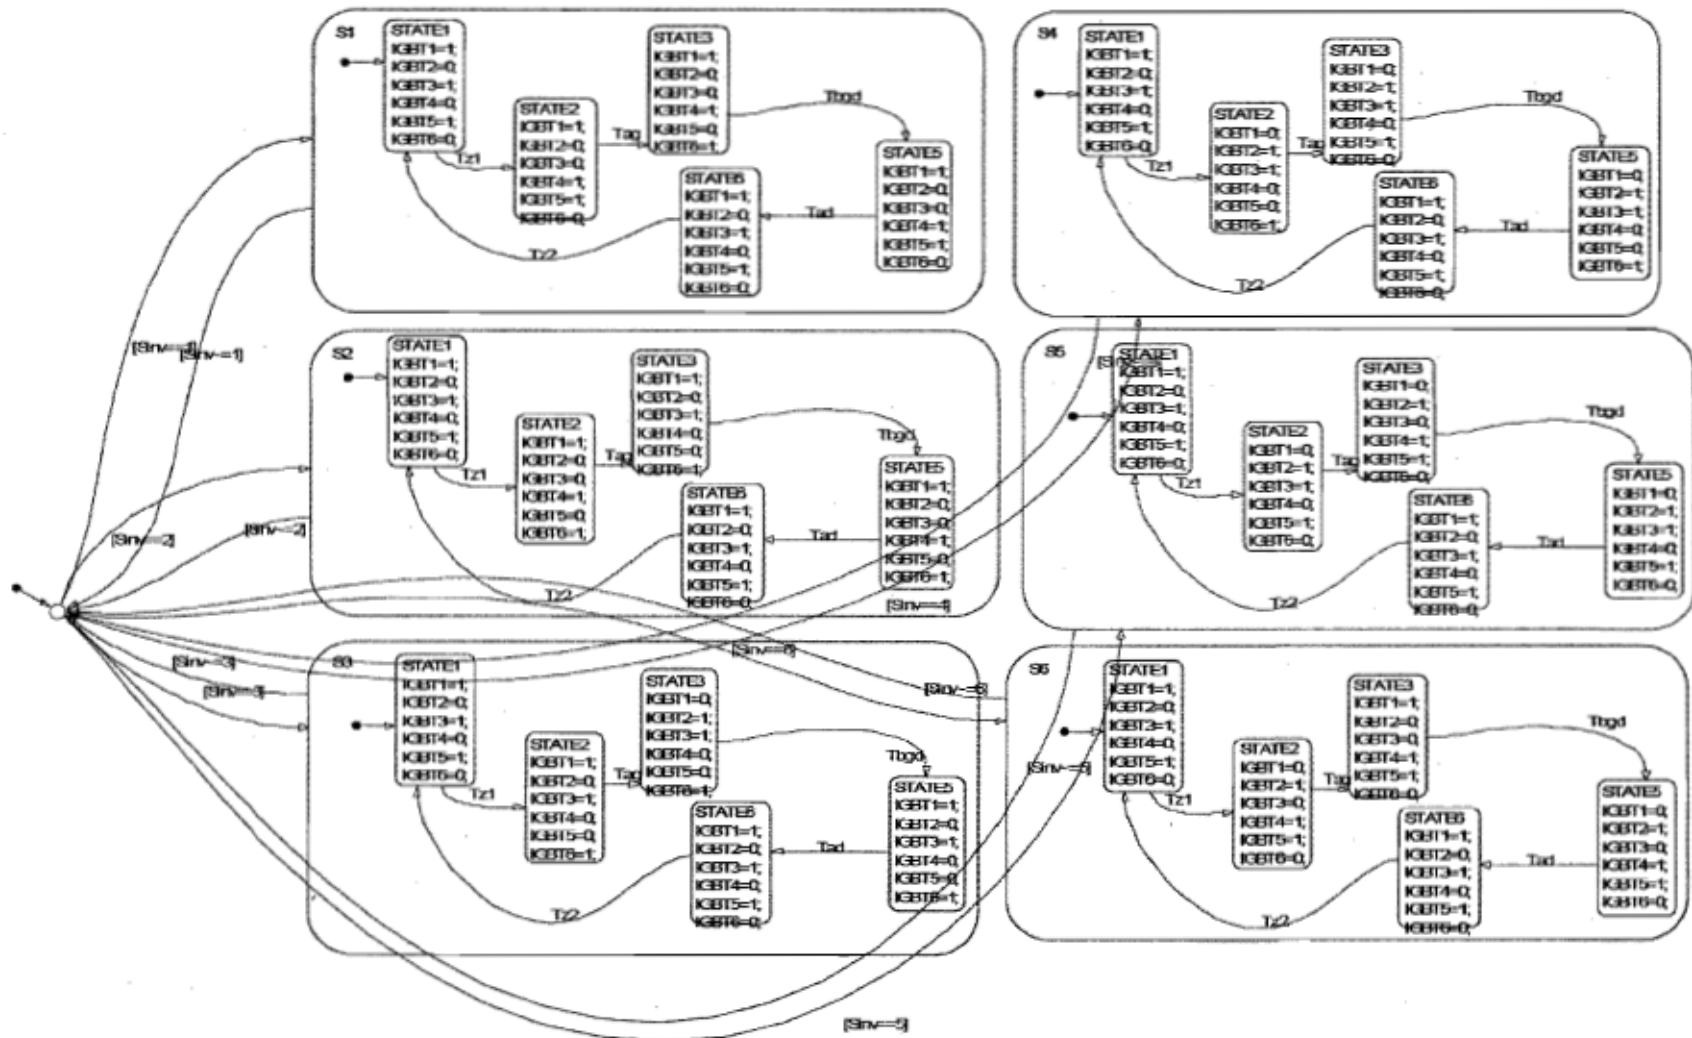 S1
STATE1
IGBT1=1;
IGBT2=0;
IGBT3=1;
IGBT4=0;
IGBT5=1;
IGBT6=0;
Tz1
STATE2
IGBT1=1;
IGBT2=0;
IGBT3=0;
IGBT4=1;
IGBT5=1;
IGBT6=0;
Tag
STATE3
IGBT1=1;
IGBT2=0;
IGBT3=0;
IGBT4=1;
IGBT5=0;
IGBT6=1;
Tbgd
STATE5
IGBT1=1;
IGBT2=0;
IGBT3=0;
IGBT4=1;
IGBT5=1;
IGBT6=0;
Tad
STATE6
IGBT1=1;
IGBT2=0;
IGBT3=1;
IGBT4=0;
IGBT5=1;
IGBT6=0;
Tz2
S4
STATE1
IGBT1=1;
IGBT2=0;
IGBT3=1;
IGBT4=0;
IGBT5=1;
IGBT6=0;
Tz1
STATE2
IGBT1=0;
IGBT2=1;
IGBT3=1;
IGBT4=0;
IGBT5=0;
IGBT6=1;
Tag
STATE3
IGBT1=0;
IGBT2=1;
IGBT3=1;
IGBT4=0;
IGBT5=1;
IGBT6=0;
Tbgd
STATE5
IGBT1=0;
IGBT2=1;
IGBT3=1;
IGBT4=0;
IGBT5=0;
IGBT6=1;
Tad
STATE6
IGBT1=1;
IGBT2=0;
IGBT3=1;
IGBT4=0;
IGBT5=1;
IGBT6=0;
Tz2
[Sinv==1]
[Sinv~=1]
S2
STATE1
IGBT1=1;
IGBT2=0;
IGBT3=1;
IGBT4=0;
IGBT5=1;
IGBT6=0;
Tz1
STATE2
IGBT1=1;
IGBT2=0;
IGBT3=0;
IGBT4=1;
IGBT5=0;
IGBT6=1;
Tag
STATE3
IGBT1=1;
IGBT2=0;
IGBT3=1;
IGBT4=0;
IGBT5=0;
IGBT6=1;
Tbgd
STATE5
IGBT1=1;
IGBT2=0;
IGBT3=0;
IGBT4=1;
IGBT5=0;
IGBT6=1;
Tad
STATE6
IGBT1=1;
IGBT2=0;
IGBT3=1;
IGBT4=0;
IGBT5=1;
IGBT6=0;
Tz2
S5
STATE1
IGBT1=1;
IGBT2=0;
IGBT3=1;
IGBT4=0;
IGBT5=1;
IGBT6=0;
Tz1
STATE2
IGBT1=0;
IGBT2=1;
IGBT3=1;
IGBT4=0;
IGBT5=1;
IGBT6=0;
Tag
STATE3
IGBT1=0;
IGBT2=1;
IGBT3=0;
IGBT4=1;
IGBT5=1;
IGBT6=0;
Tbgd
STATE5
IGBT1=0;
IGBT2=1;
IGBT3=1;
IGBT4=0;
IGBT5=1;
IGBT6=0;
Tad
STATE6
IGBT1=1;
IGBT2=0;
IGBT3=1;
IGBT4=0;
IGBT5=1;
IGBT6=0;
Tz2
[Sinv==2]
[Sinv~=2]
[Sinv==4]
S3
STATE1
IGBT1=1;
IGBT2=0;
IGBT3=1;
IGBT4=0;
IGBT5=1;
IGBT6=0;
Tz1
STATE2
IGBT1=1;
IGBT2=0;
IGBT3=1;
IGBT4=0;
IGBT5=0;
IGBT6=1;
Tag
STATE3
IGBT1=0;
IGBT2=1;
IGBT3=1;
IGBT4=0;
IGBT5=0;
IGBT6=1;
Tbgd
STATE5
IGBT1=1;
IGBT2=0;
IGBT3=1;
IGBT4=0;
IGBT5=0;
IGBT6=1;
Tad
STATE6
IGBT1=1;
IGBT2=0;
IGBT3=1;
IGBT4=0;
IGBT5=1;
IGBT6=0;
Tz2
S6
STATE1
IGBT1=1;
IGBT2=0;
IGBT3=1;
IGBT4=0;
IGBT5=1;
IGBT6=0;
Tz1
STATE2
IGBT1=0;
IGBT2=1;
IGBT3=0;
IGBT4=1;
IGBT5=1;
IGBT6=0;
Tag
STATE3
IGBT1=1;
IGBT2=0;
IGBT3=0;
IGBT4=1;
IGBT5=1;
IGBT6=0;
Tbgd
STATE5
IGBT1=0;
IGBT2=1;
IGBT3=0;
IGBT4=1;
IGBT5=1;
IGBT6=0;
Tad
STATE6
IGBT1=1;
IGBT2=0;
IGBT3=1;
IGBT4=0;
IGBT5=1;
IGBT6=0;
Tz2
[Sinv~=3]
[Sinv==3]
[Sinv==6]
[Sinv~=6]
[Sinv~=5]
[Sinv==5]